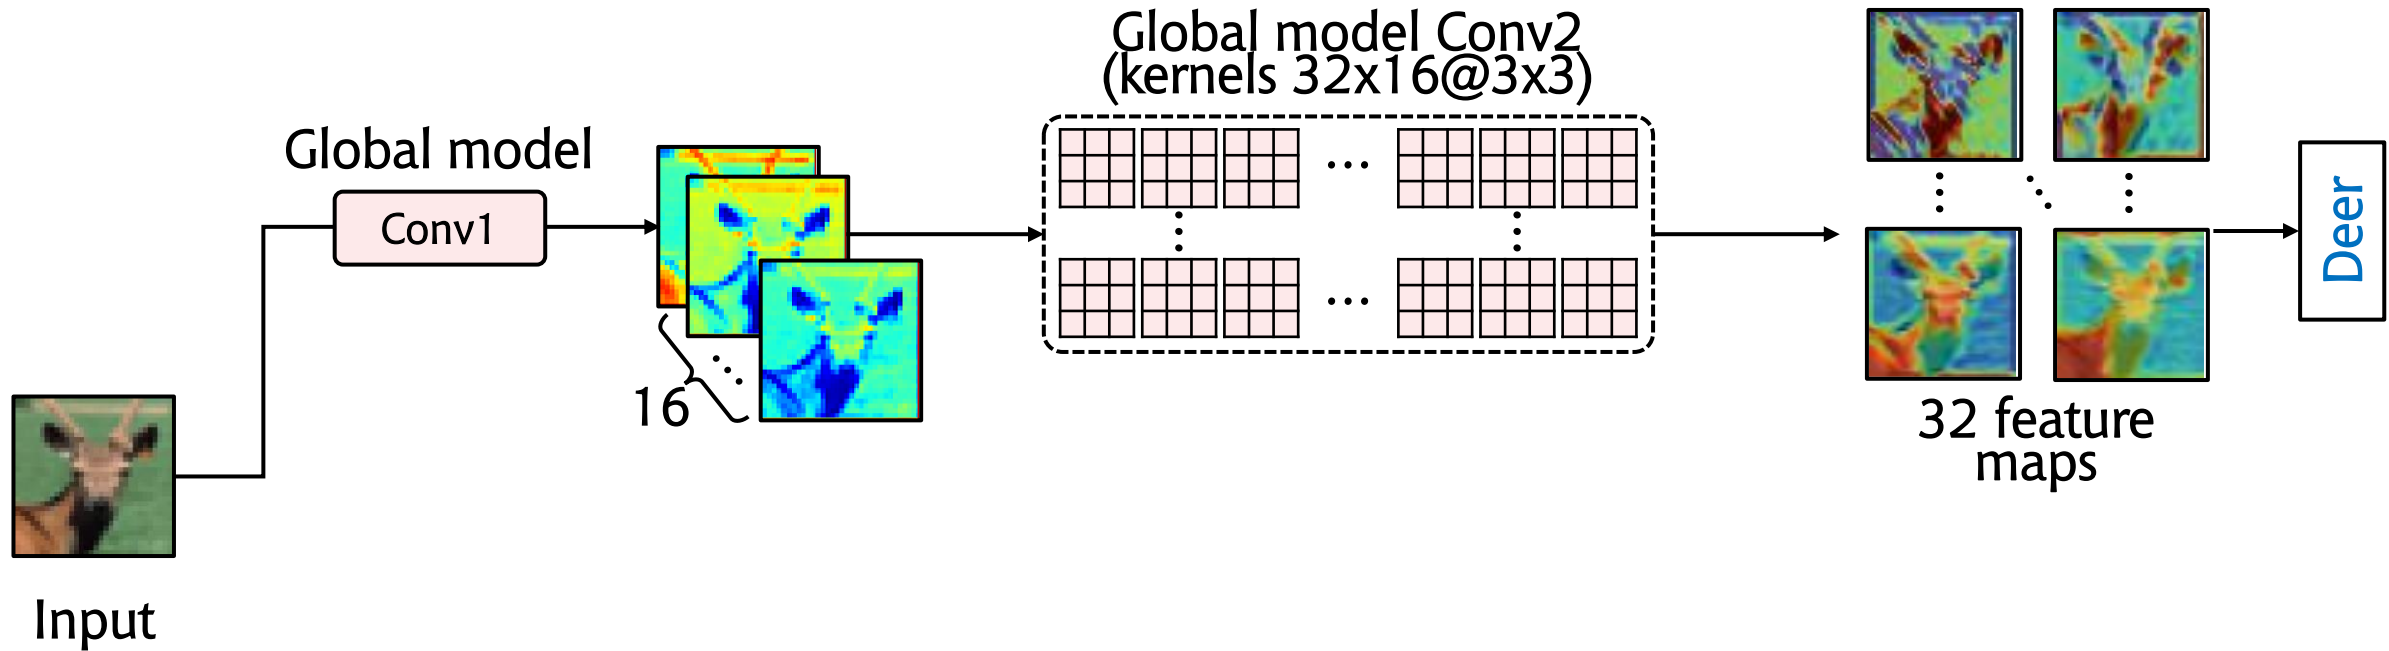 Global model Conv2
(kernels 32x16@3x3)
Global model
Conv1
16
Input
32 feature
maps
Deer